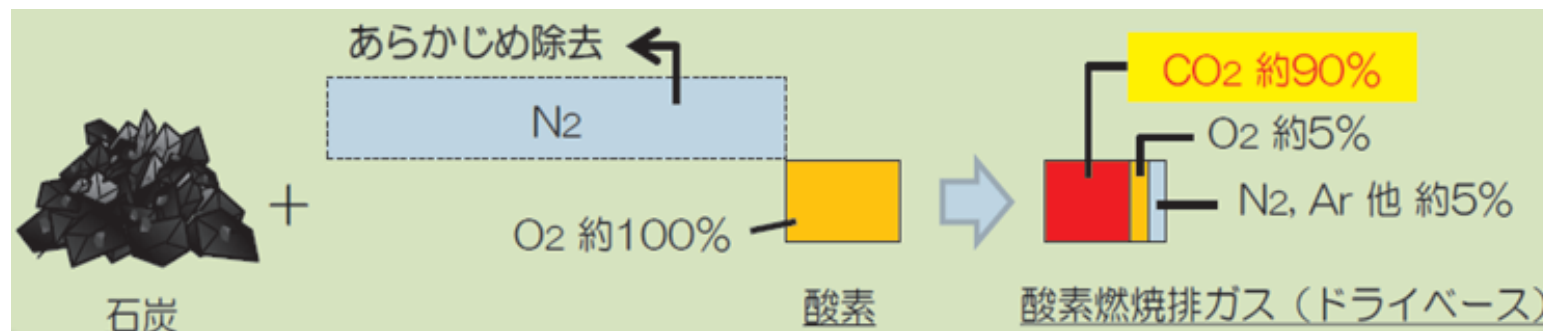 あらかじめ除去
N2
CO2 約90%
O2 約5%
N2, Ar 他 約5%
+
O2 約100%
石炭
酸素
酸素燃焼排ガス（ドライベース）